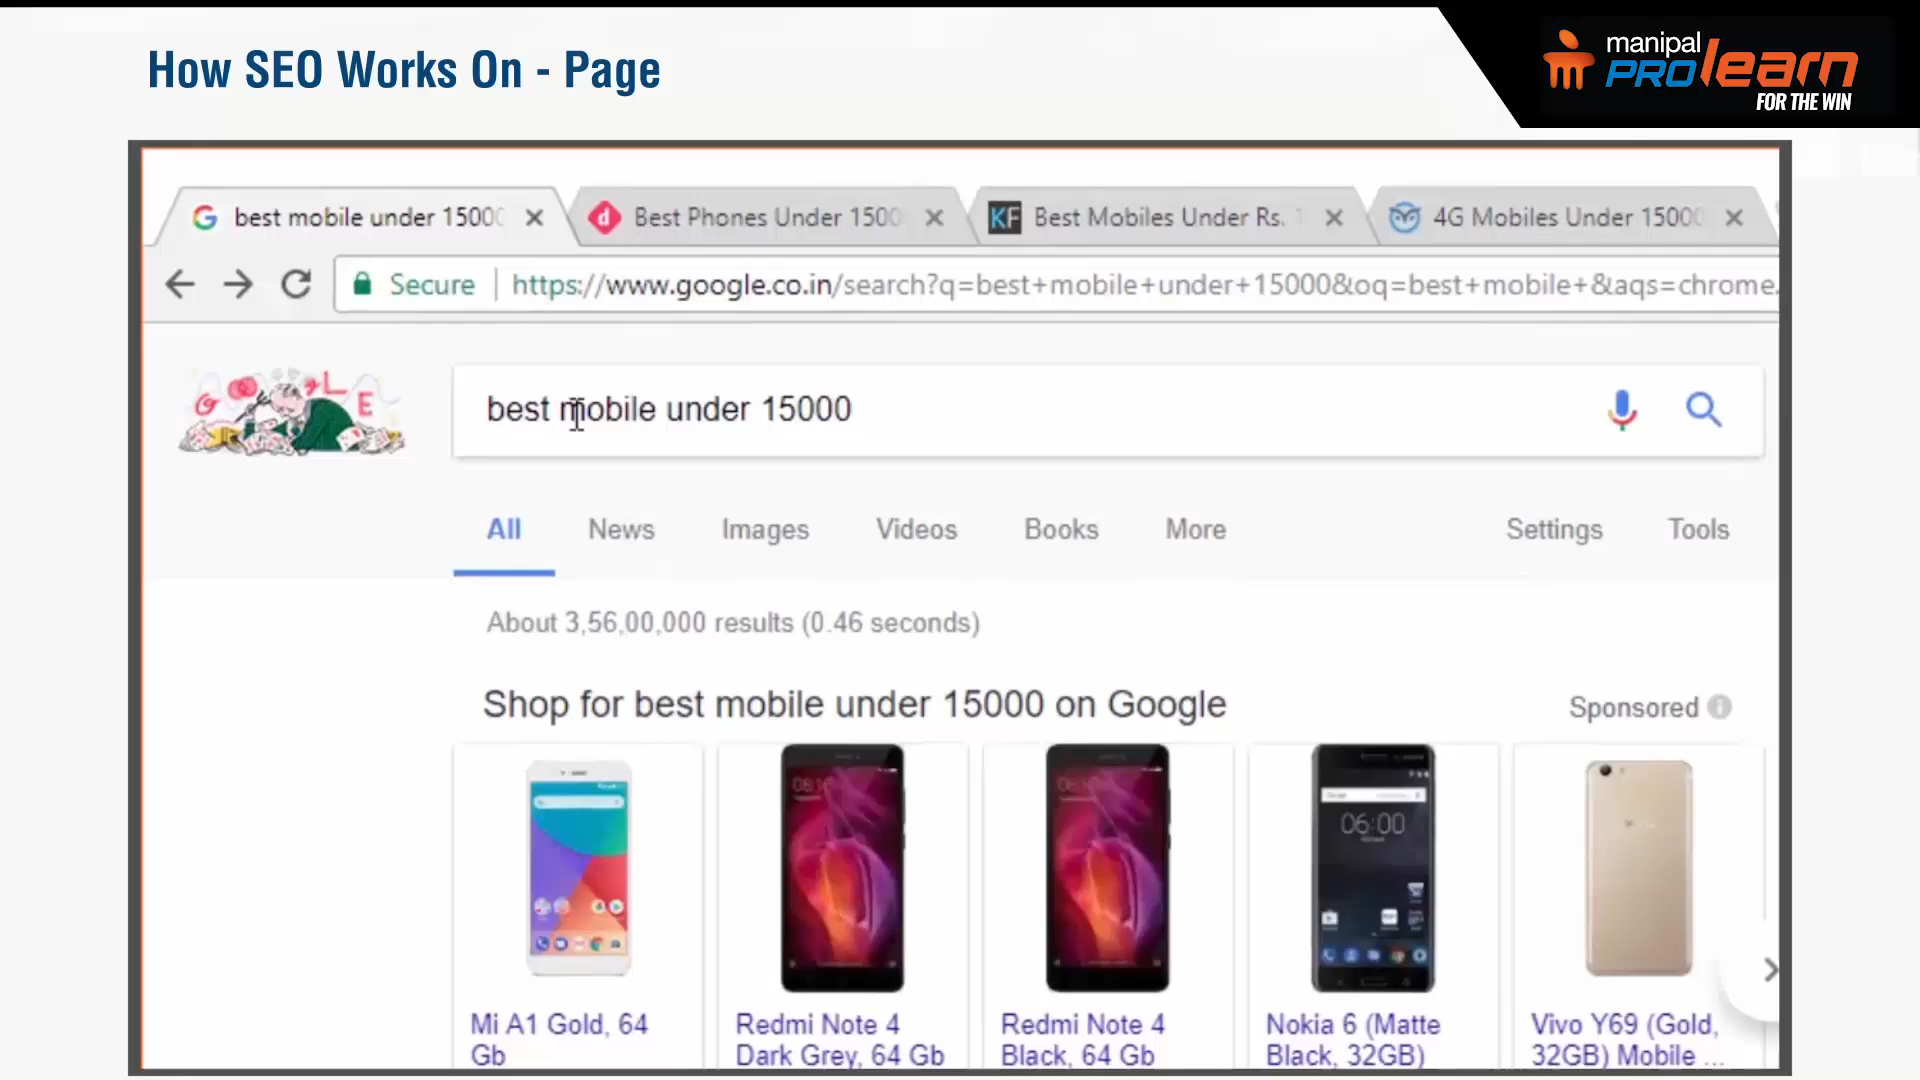 How SEO Works On - Page
manipal
PROlearn
FOR THE WIN
best mobile under 1500
Best Phones Under 1500
KF Best Mobiles Under Rs.
4G Mobiles Under 15000
Secure https://www.google.co.in/search?q=best+mobile+under+15000&oq=best+mobile+&aqs=chrome.
best mobile under 15000
All News Images Videos Books More Settings Tools
About 3,56,00,000 results (0.46 seconds)
Shop for best mobile under 15000 on Google Sponsored
06:00
Mi A1 Gold, 64
Gb
Redmi Note 4
Dark Grey, 64 Gb
Redmi Note 4
Black, 64 Gb
Nokia 6 (Matte
Black, 32GB)
Vivo Y69 (Gold,
32GB) Mobile ...